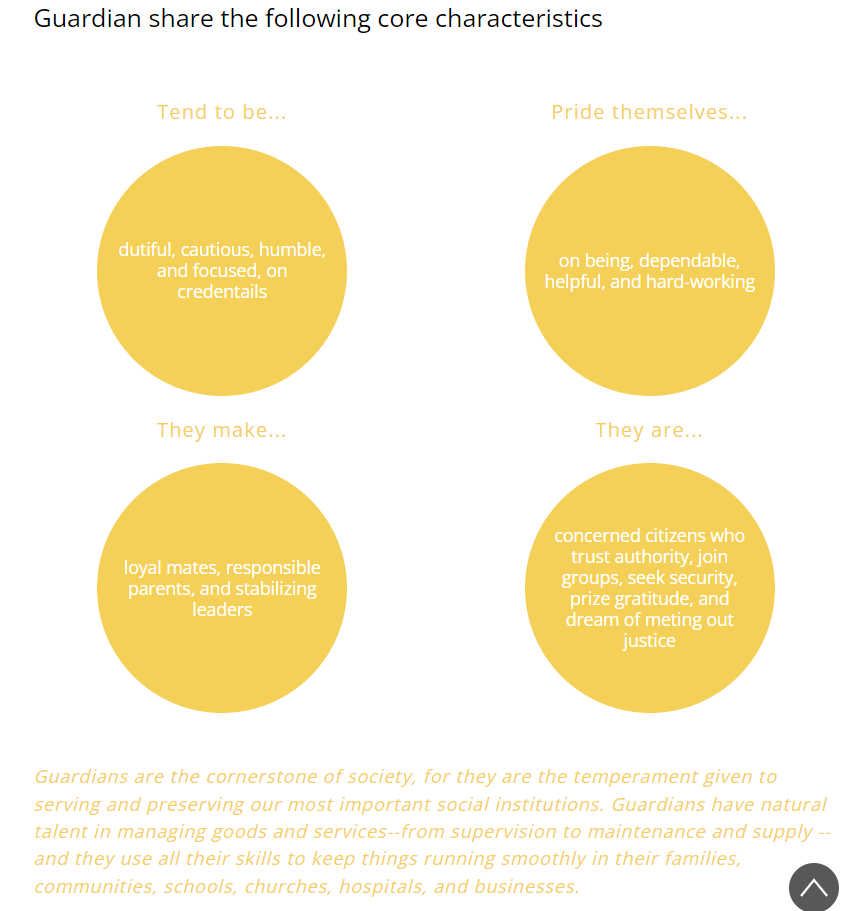 Guardian share the following core characteristics
Tend to be...
Pride themselves...
dutiful, cautious, humble,
and focused, on
credentails
on being, dependable,
helpful, and hard-working
They make...
They are...
loyal mates, responsible
parents, and stabilizing
leaders
concerned citizens who
trust authority, join
groups, seek security,
prize gratitude, and
dream of meting out
justice
Guardians are the cornerstone of society, for they are the temperament given to
serving and preserving our most important social institutions. Guardians have natural
talent in managing goods and services--from supervision to maintenance and supply --
and they use all their skills to keep things running smoothly in their families,
communities, schools, churches, hospitals, and businesses.